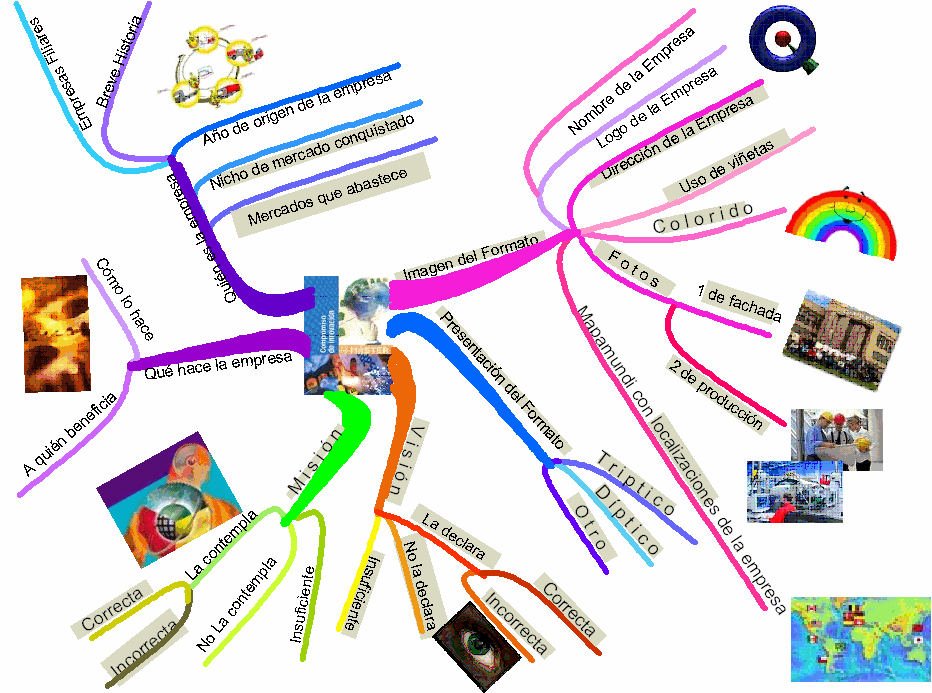 Empresas Filiares
Breve Historia
Año de origen de la empresa
Nicho de mercado conquistado
Mercados que abastece
Quién es la empresa
Nombre de la Empresa
Logo de la Empresa
Dirección de la Empresa
Uso de viñetas
Colorido
Imagen del Formato
Fotos
1 de fachada
2 de producción
Mapamundi con localizaciones de la empresa
Cómo lo hace
Qué hace la empresa
A quién beneficia
Compromiso
de innovación
Presentación del Formato
Tríptico
Díptico
Otro
Misión
La contempla
Correcta
Incorrecta
No La contempla
Insuficiente
Visión
La declara
Correcta
Incorrecta
No la declara
Insuficiente